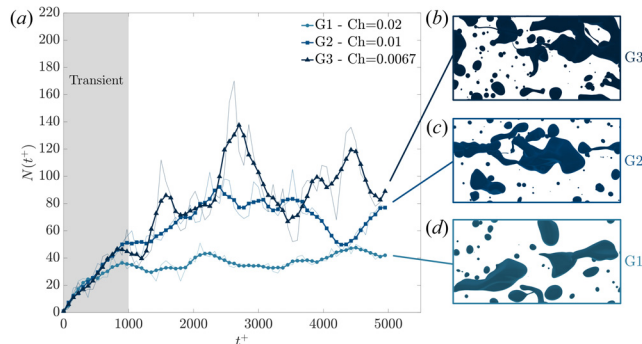 (a)
220
200
180
160
140
120
100
80
60
40
20
0
N(t+)
Transient
G1 - Ch=0.02
G2 - Ch=0.01
G3 - Ch=0.0067
0
1000
2000
3000
4000
5000
t+
(b)
G3
(c)
G2
(d)
G1